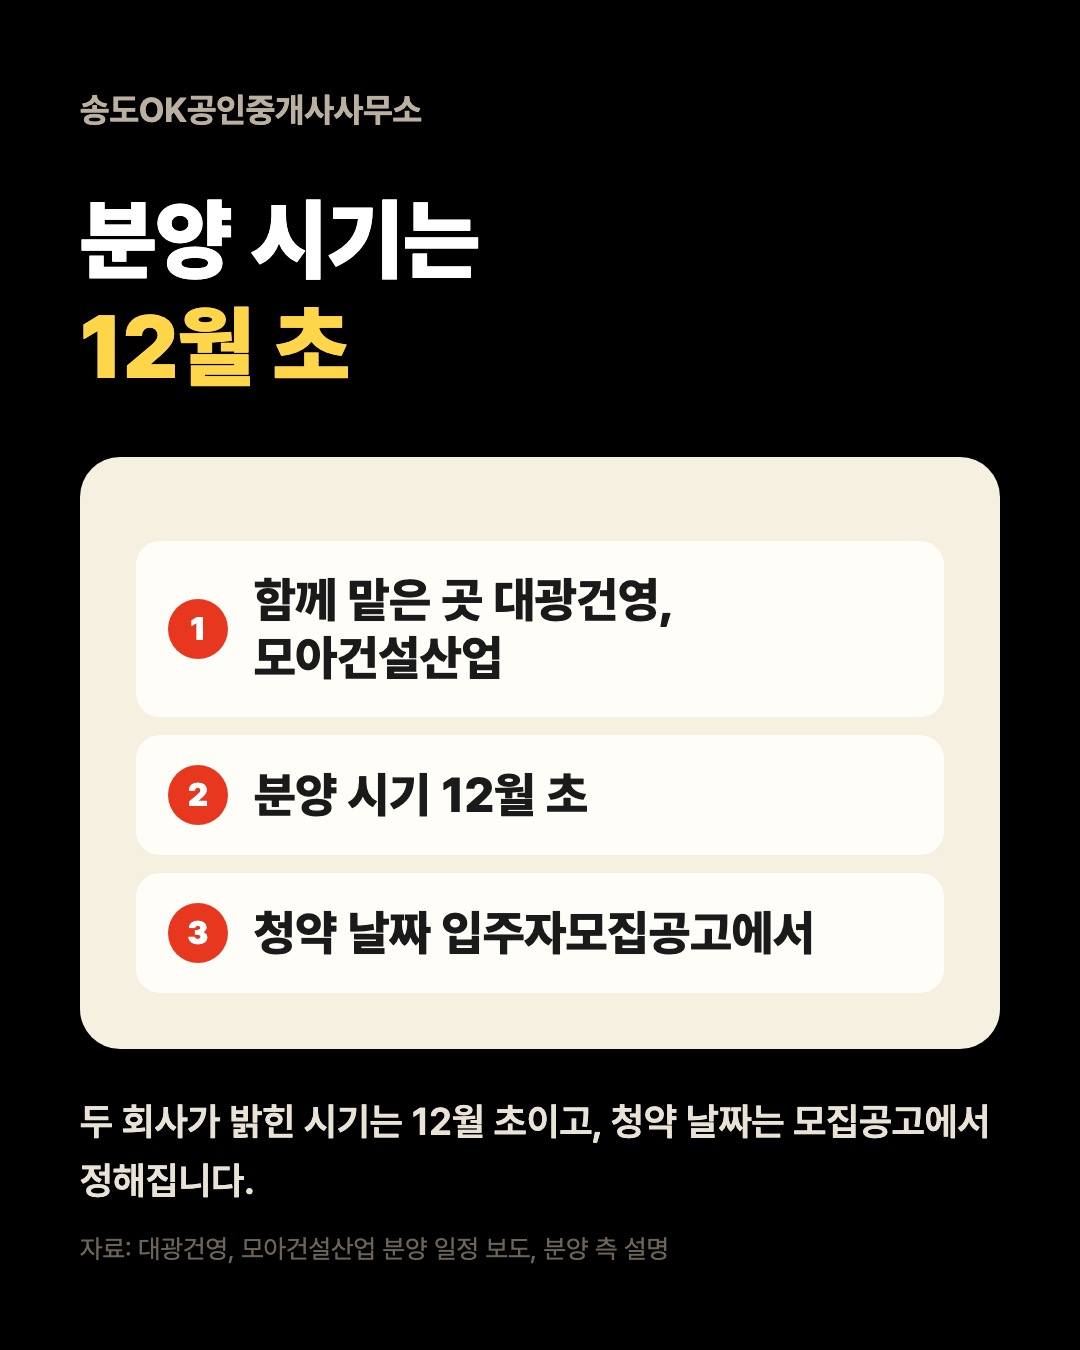 송도OK공인중개사사무소
분양 시기는
12월 초
1 함께 맡은 곳 대광건영,
모아건설산업
2 분양 시기 12월 초
3 청약 날짜 입주자모집공고에서
두 회사가 밝힌 시기는 12월 초이고, 청약 날짜는 모집공고에서
정해집니다.
자료: 대광건영, 모아건설산업 분양 일정 보도, 분양 측 설명